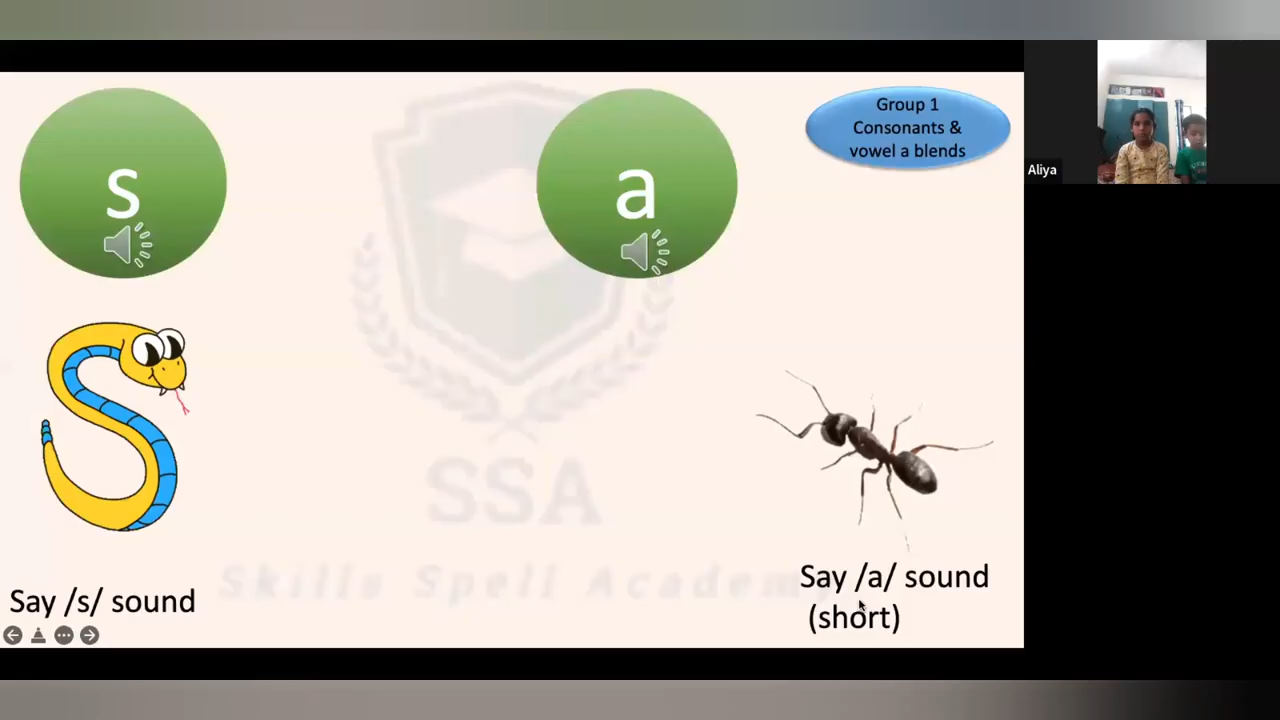 s
a
Group 1
Consonants &
vowel a blends
Aliya
SSA
Skills Spell Academy
Say /s/ sound
Say /a/ sound
(short)